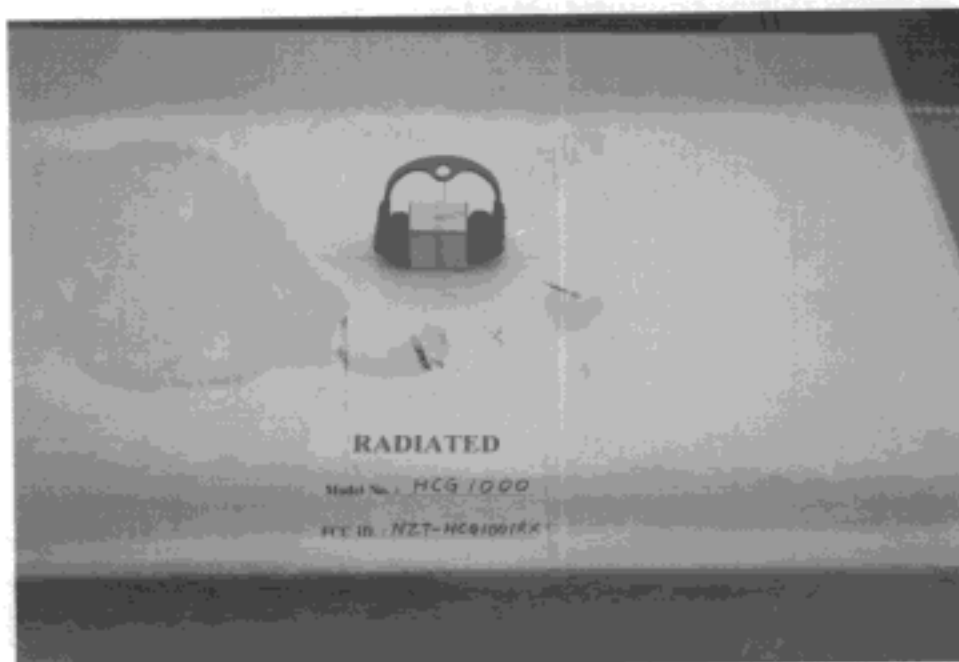 RADIATED
Model No. : HCG 1000
FCC ID. : NZT-HCG1001RX